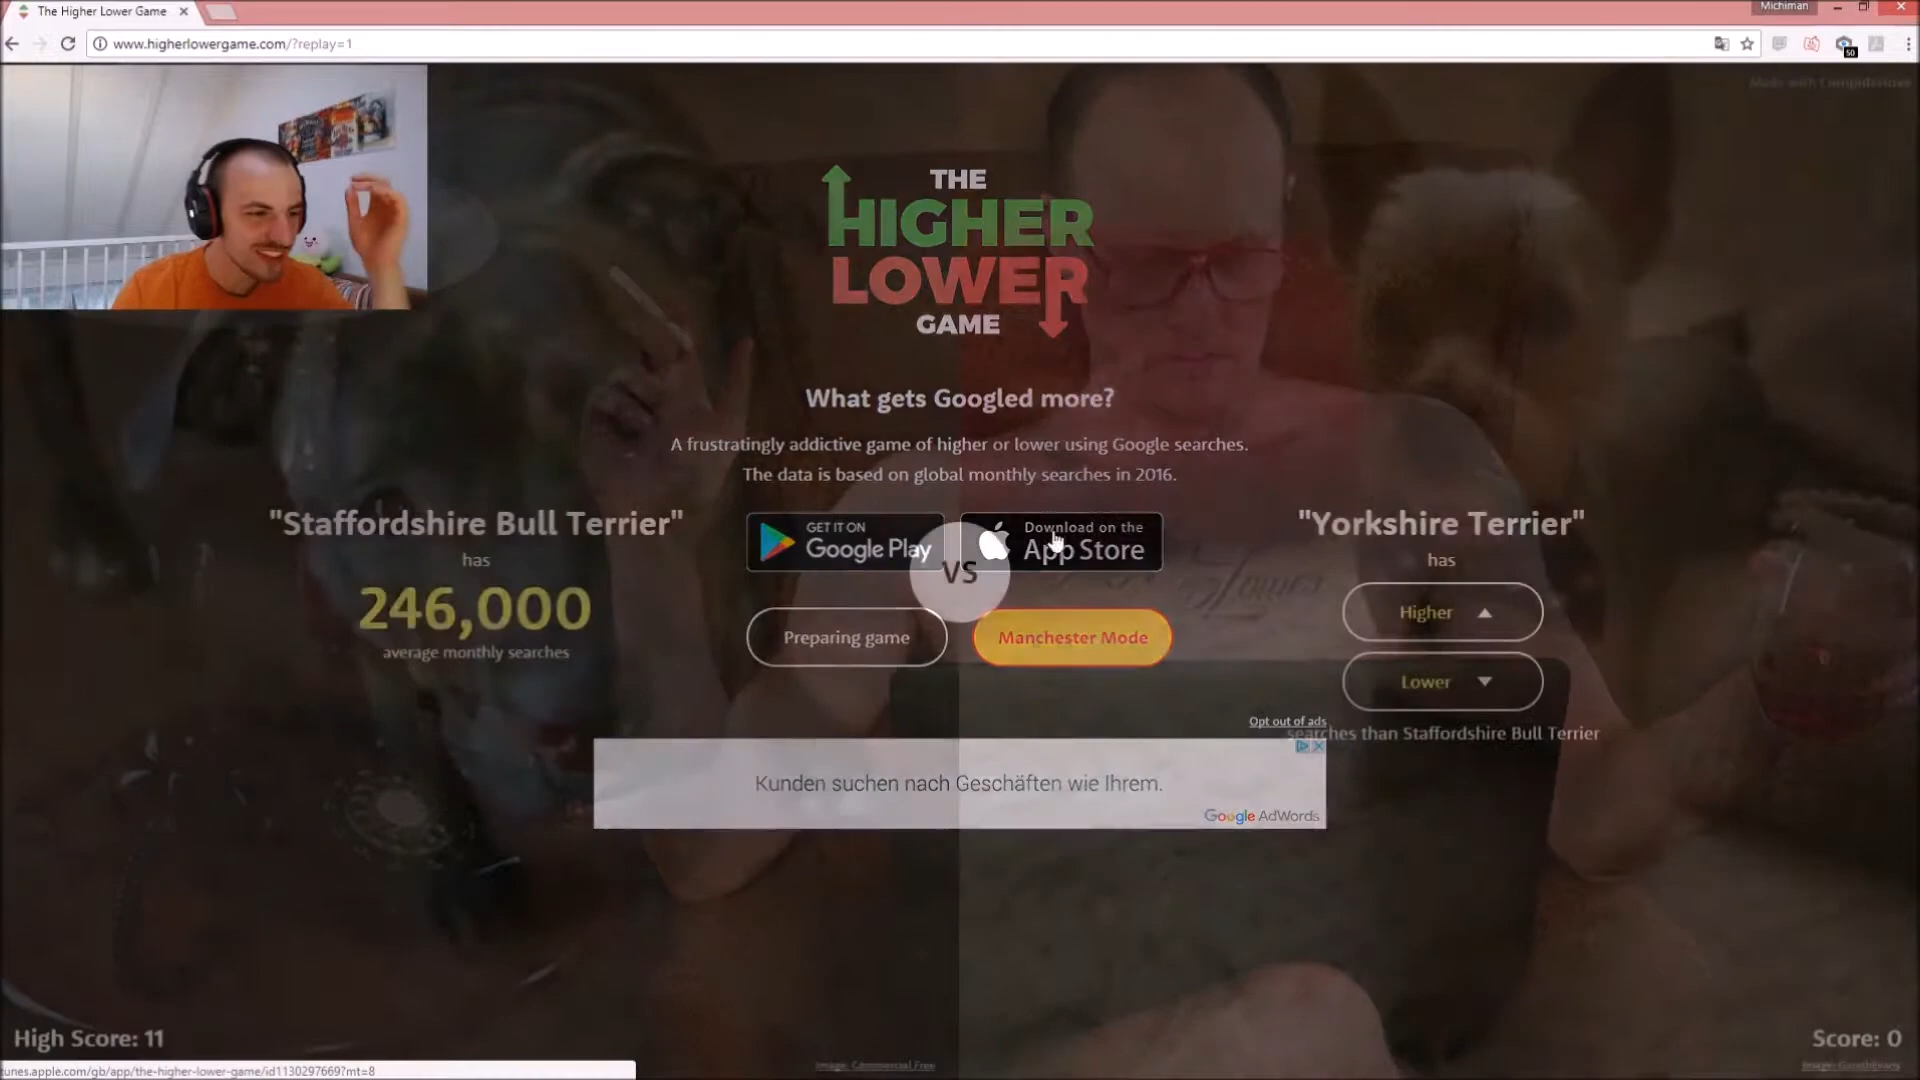 The Higher Lower Game
Michiman
www.higherlowergame.com/?replay=1
50
THE
HIGHER
LOWER
GAME
What gets Googled more?
A frustratingly addictive game of higher or lower using Google searches.
The data is based on global monthly searches in 2016.
"Staffordshire Bull Terrier"
has
246,000
average monthly searches
GET IT ON
Google Play
Download on the
App Store
VS
Preparing game
Manchester Mode
"Yorkshire Terrier"
has
Higher
Lower
searches than Staffordshire Bull Terrier
Opt out of ads
Kunden suchen nach Geschäften wie Ihrem.
Google AdWords
High Score: 11
Score: 0
Image: Commercial Free
tunes.apple.com/gb/app/the-higher-lower-game/id1130297669?mt=8